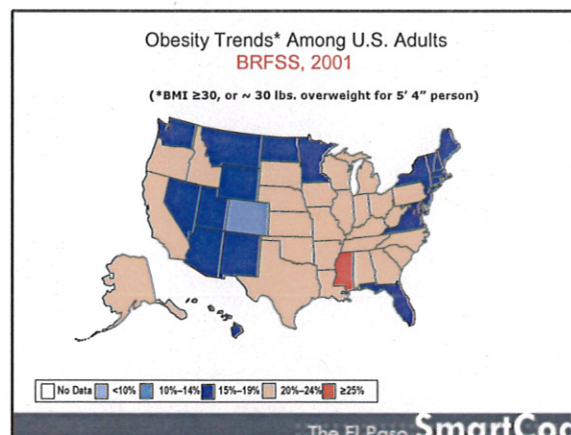 Obesity Trends* Among U.S. Adults
BRFSS, 2001
(*BMI ≥30, or ~ 30 lbs. overweight for 5' 4" person)
No Data <10% 10%–14% 15%–19% 20%–24% ≥25%
The El Paso SmartCod